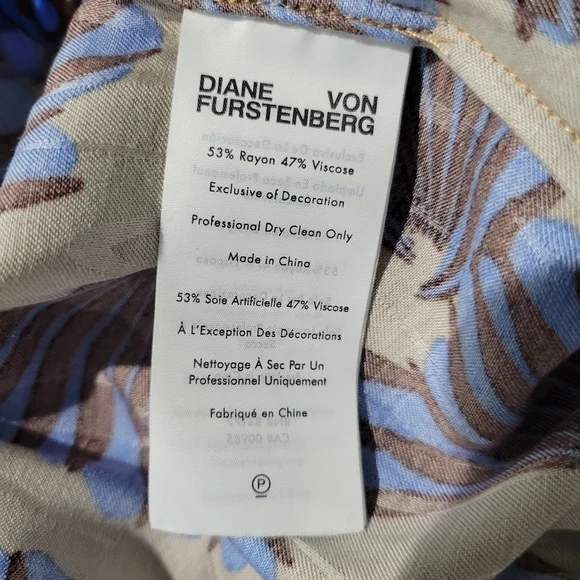 DIANE VON
FURSTENBERG
53% Rayon 47% Viscose
Exclusive of Decoration
Professional Dry Clean Only
Made in China
53% Soie Artificielle 47% Viscose
À L'Exception Des Décorations
Nettoyage À Sec Par Un
Professionnel Uniquement
Fabriqué en Chine
P